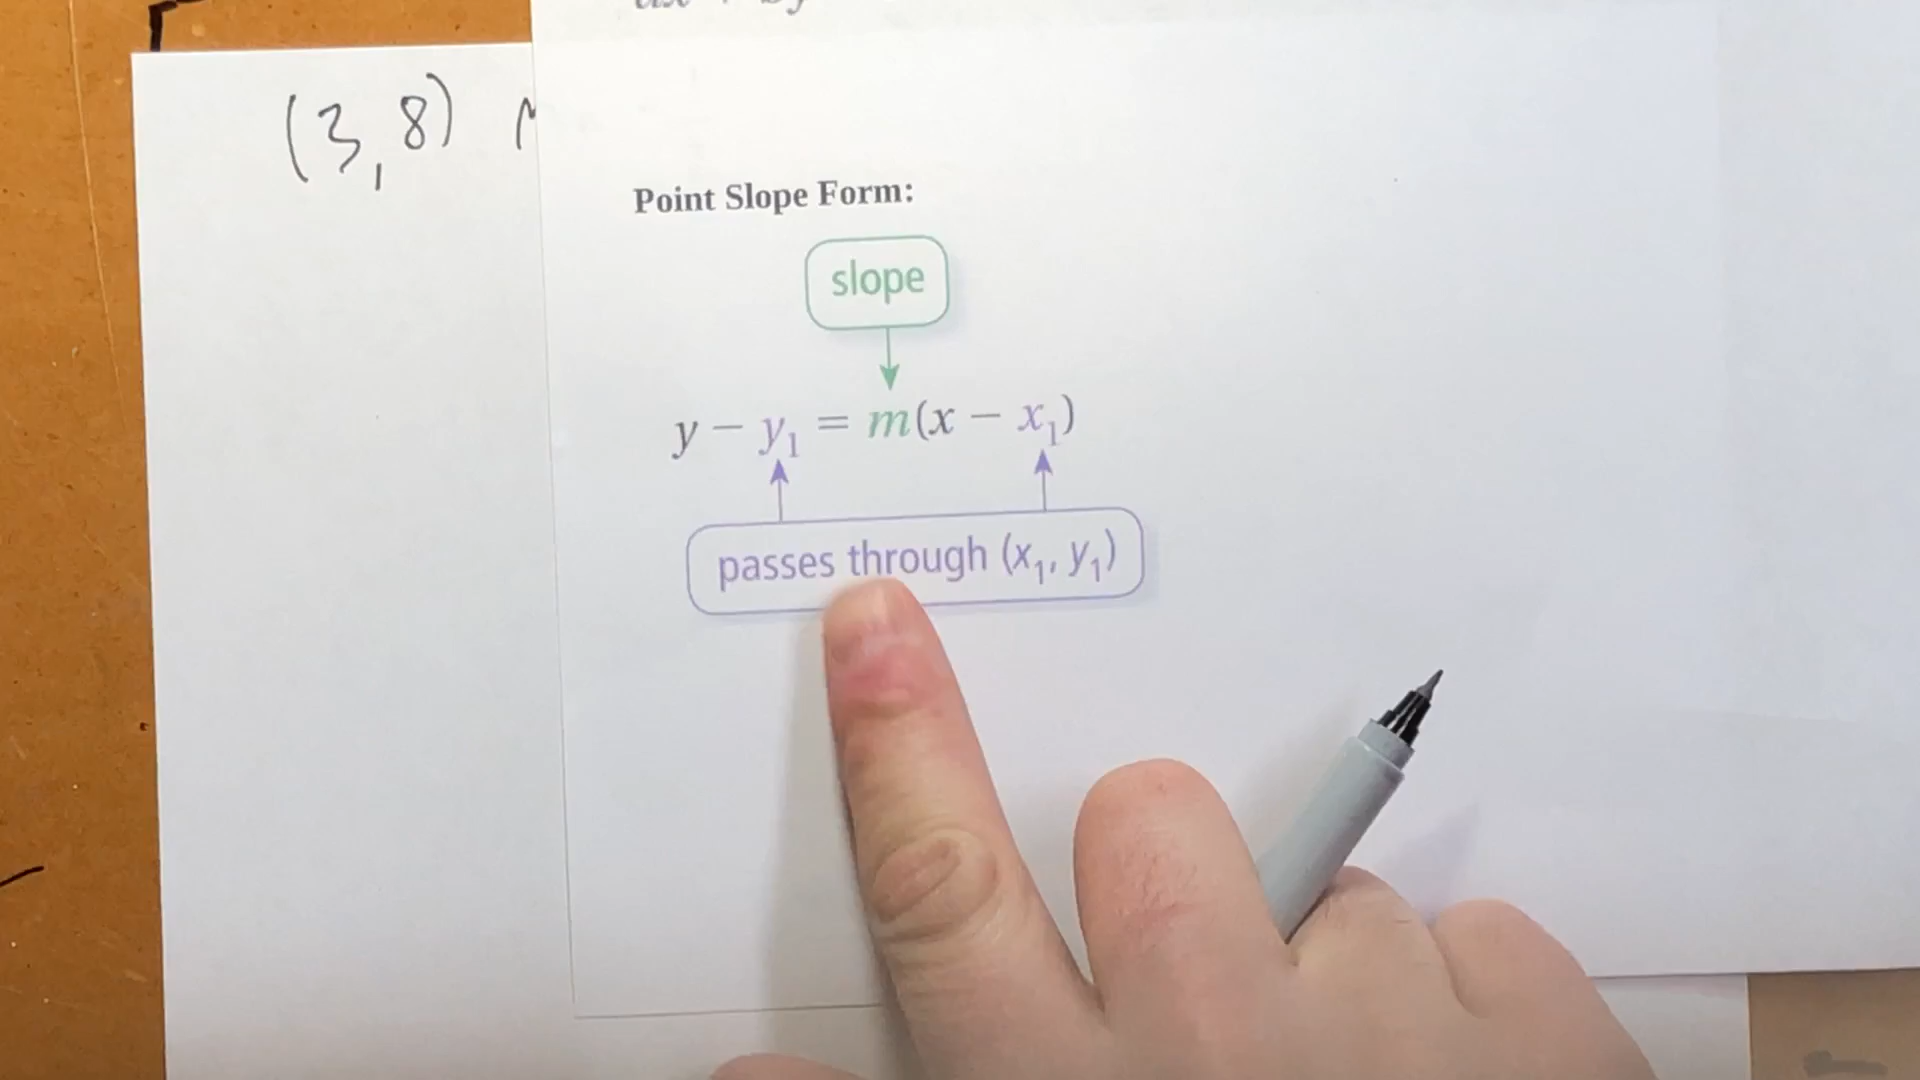 (3,8)
Point Slope Form:
slope
y − y₁ = m(x − x₁)
passes through (x₁, y₁)